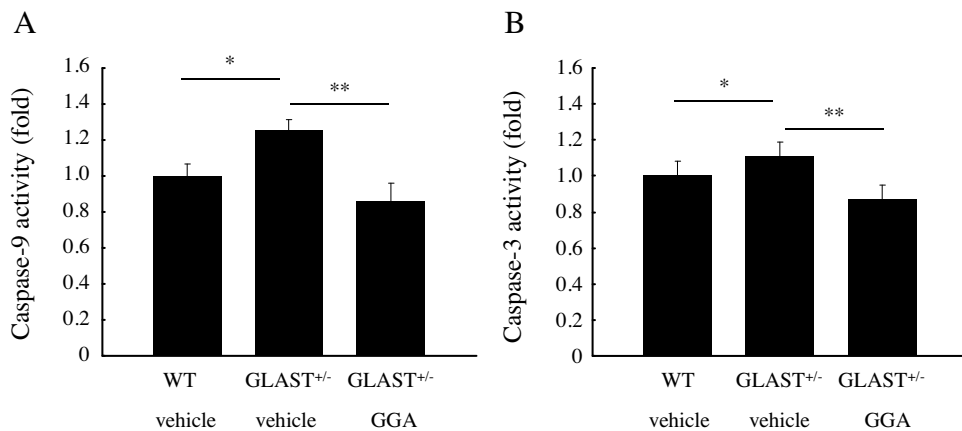 A
Caspase-9 activity (fold)
1.6
1.4
1.2
1.0
0.8
0.6
0.4
0.2
0
*
**
WT
vehicle
GLAST+/-
vehicle
GLAST+/-
GGA
B
Caspase-3 activity (fold)
1.6
1.4
1.2
1.0
0.8
0.6
0.4
0.2
0
*
**
WT
vehicle
GLAST+/-
vehicle
GLAST+/-
GGA